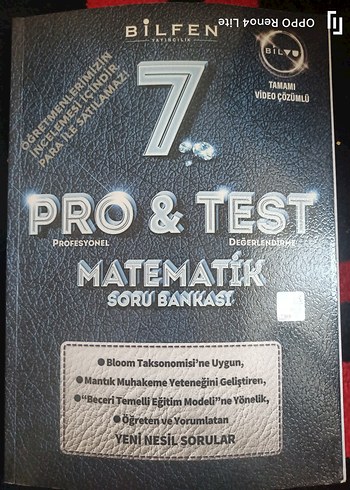 OPPO Reno4 Lite
BİLFEN
YAYINCILIK
ÖĞRETMENLERİMİZİN
İNCELEMESİ İÇİNDİR
PARA İLE SATILAMAZ!
7.
TAMAMI
VİDEO ÇÖZÜMLÜ
PRO & TEST
PROFESYONEL DEĞERLENDİRME
MATEMATİK
SORU BANKASI
●Bloom Taksonomisi'ne Uygun,
●Mantık Muhakeme Yeteneğini Geliştiren,
●"Beceri Temelli Eğitim Modeli"ne Yönelik,
●Öğreten ve Yorumlatan
YENİ NESİL SORULAR